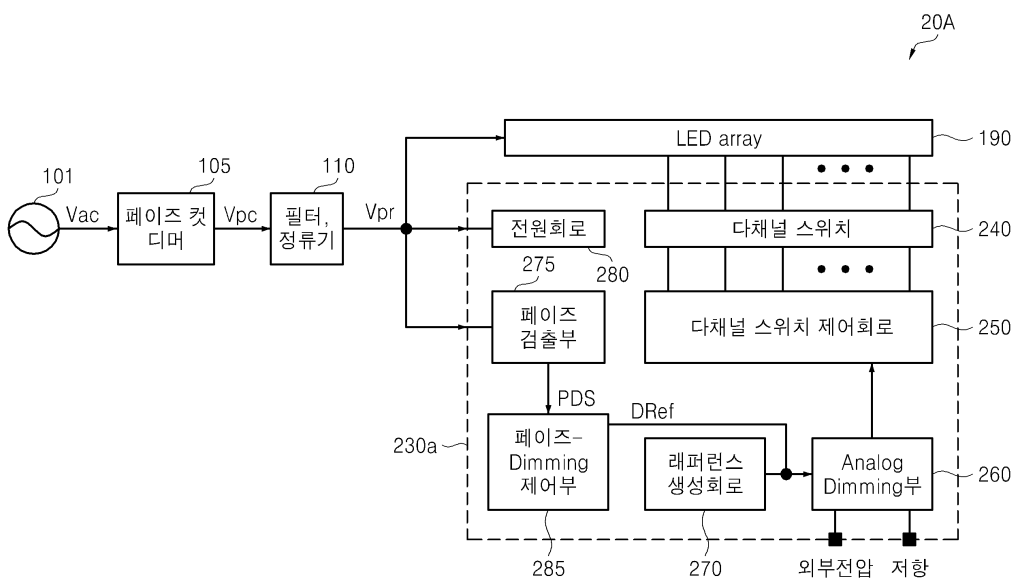 20A
LED array
190
101
105
110
Vac
페이즈 컷
디머
Vpc
필터,
정류기
Vpr
전원회로
280
다채널 스위치
240
275
페이즈
검출부
다채널 스위치 제어회로
250
PDS
DRef
230a
페이즈-
Dimming
제어부
래퍼런스
생성회로
Analog
Dimming부
260
285
270
외부전압
저항